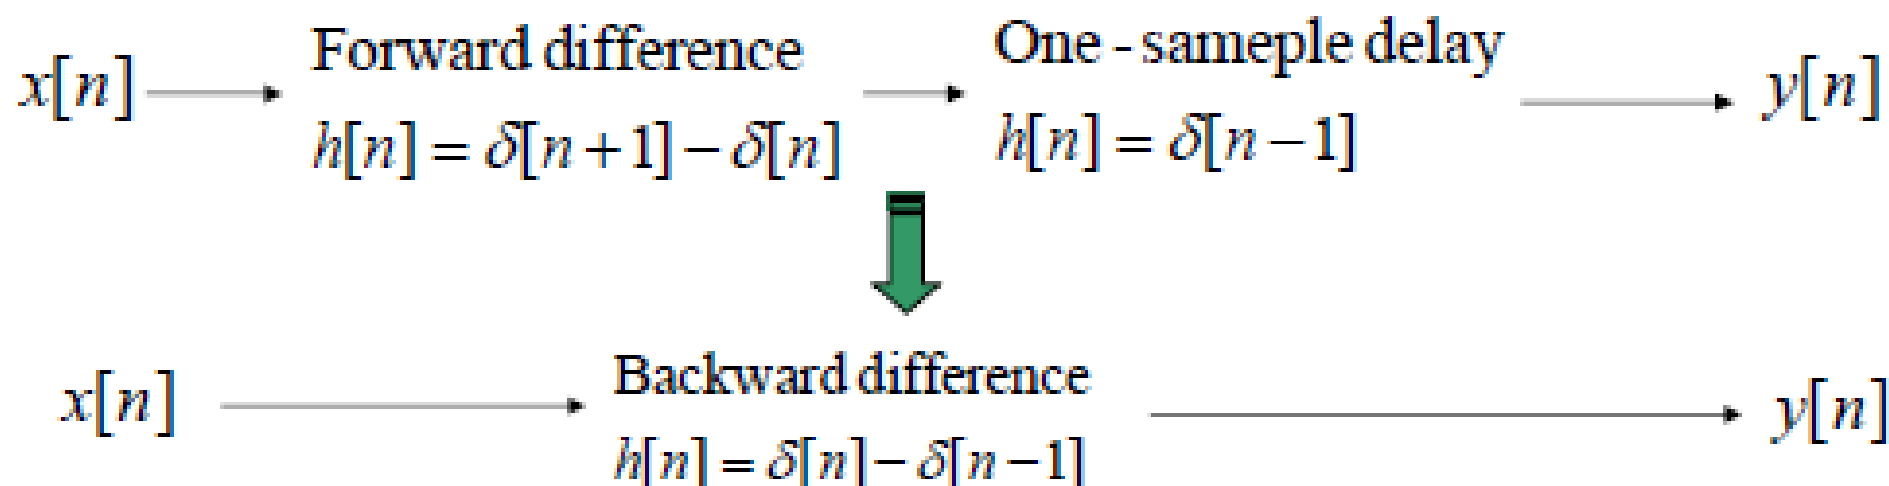 x[n] Forward difference One-sameple delay y[n]
h[n] = δ[n+1] − δ[n] h[n] = δ[n−1]
x[n] Backward difference y[n]
h[n] = δ[n] − δ[n−1]